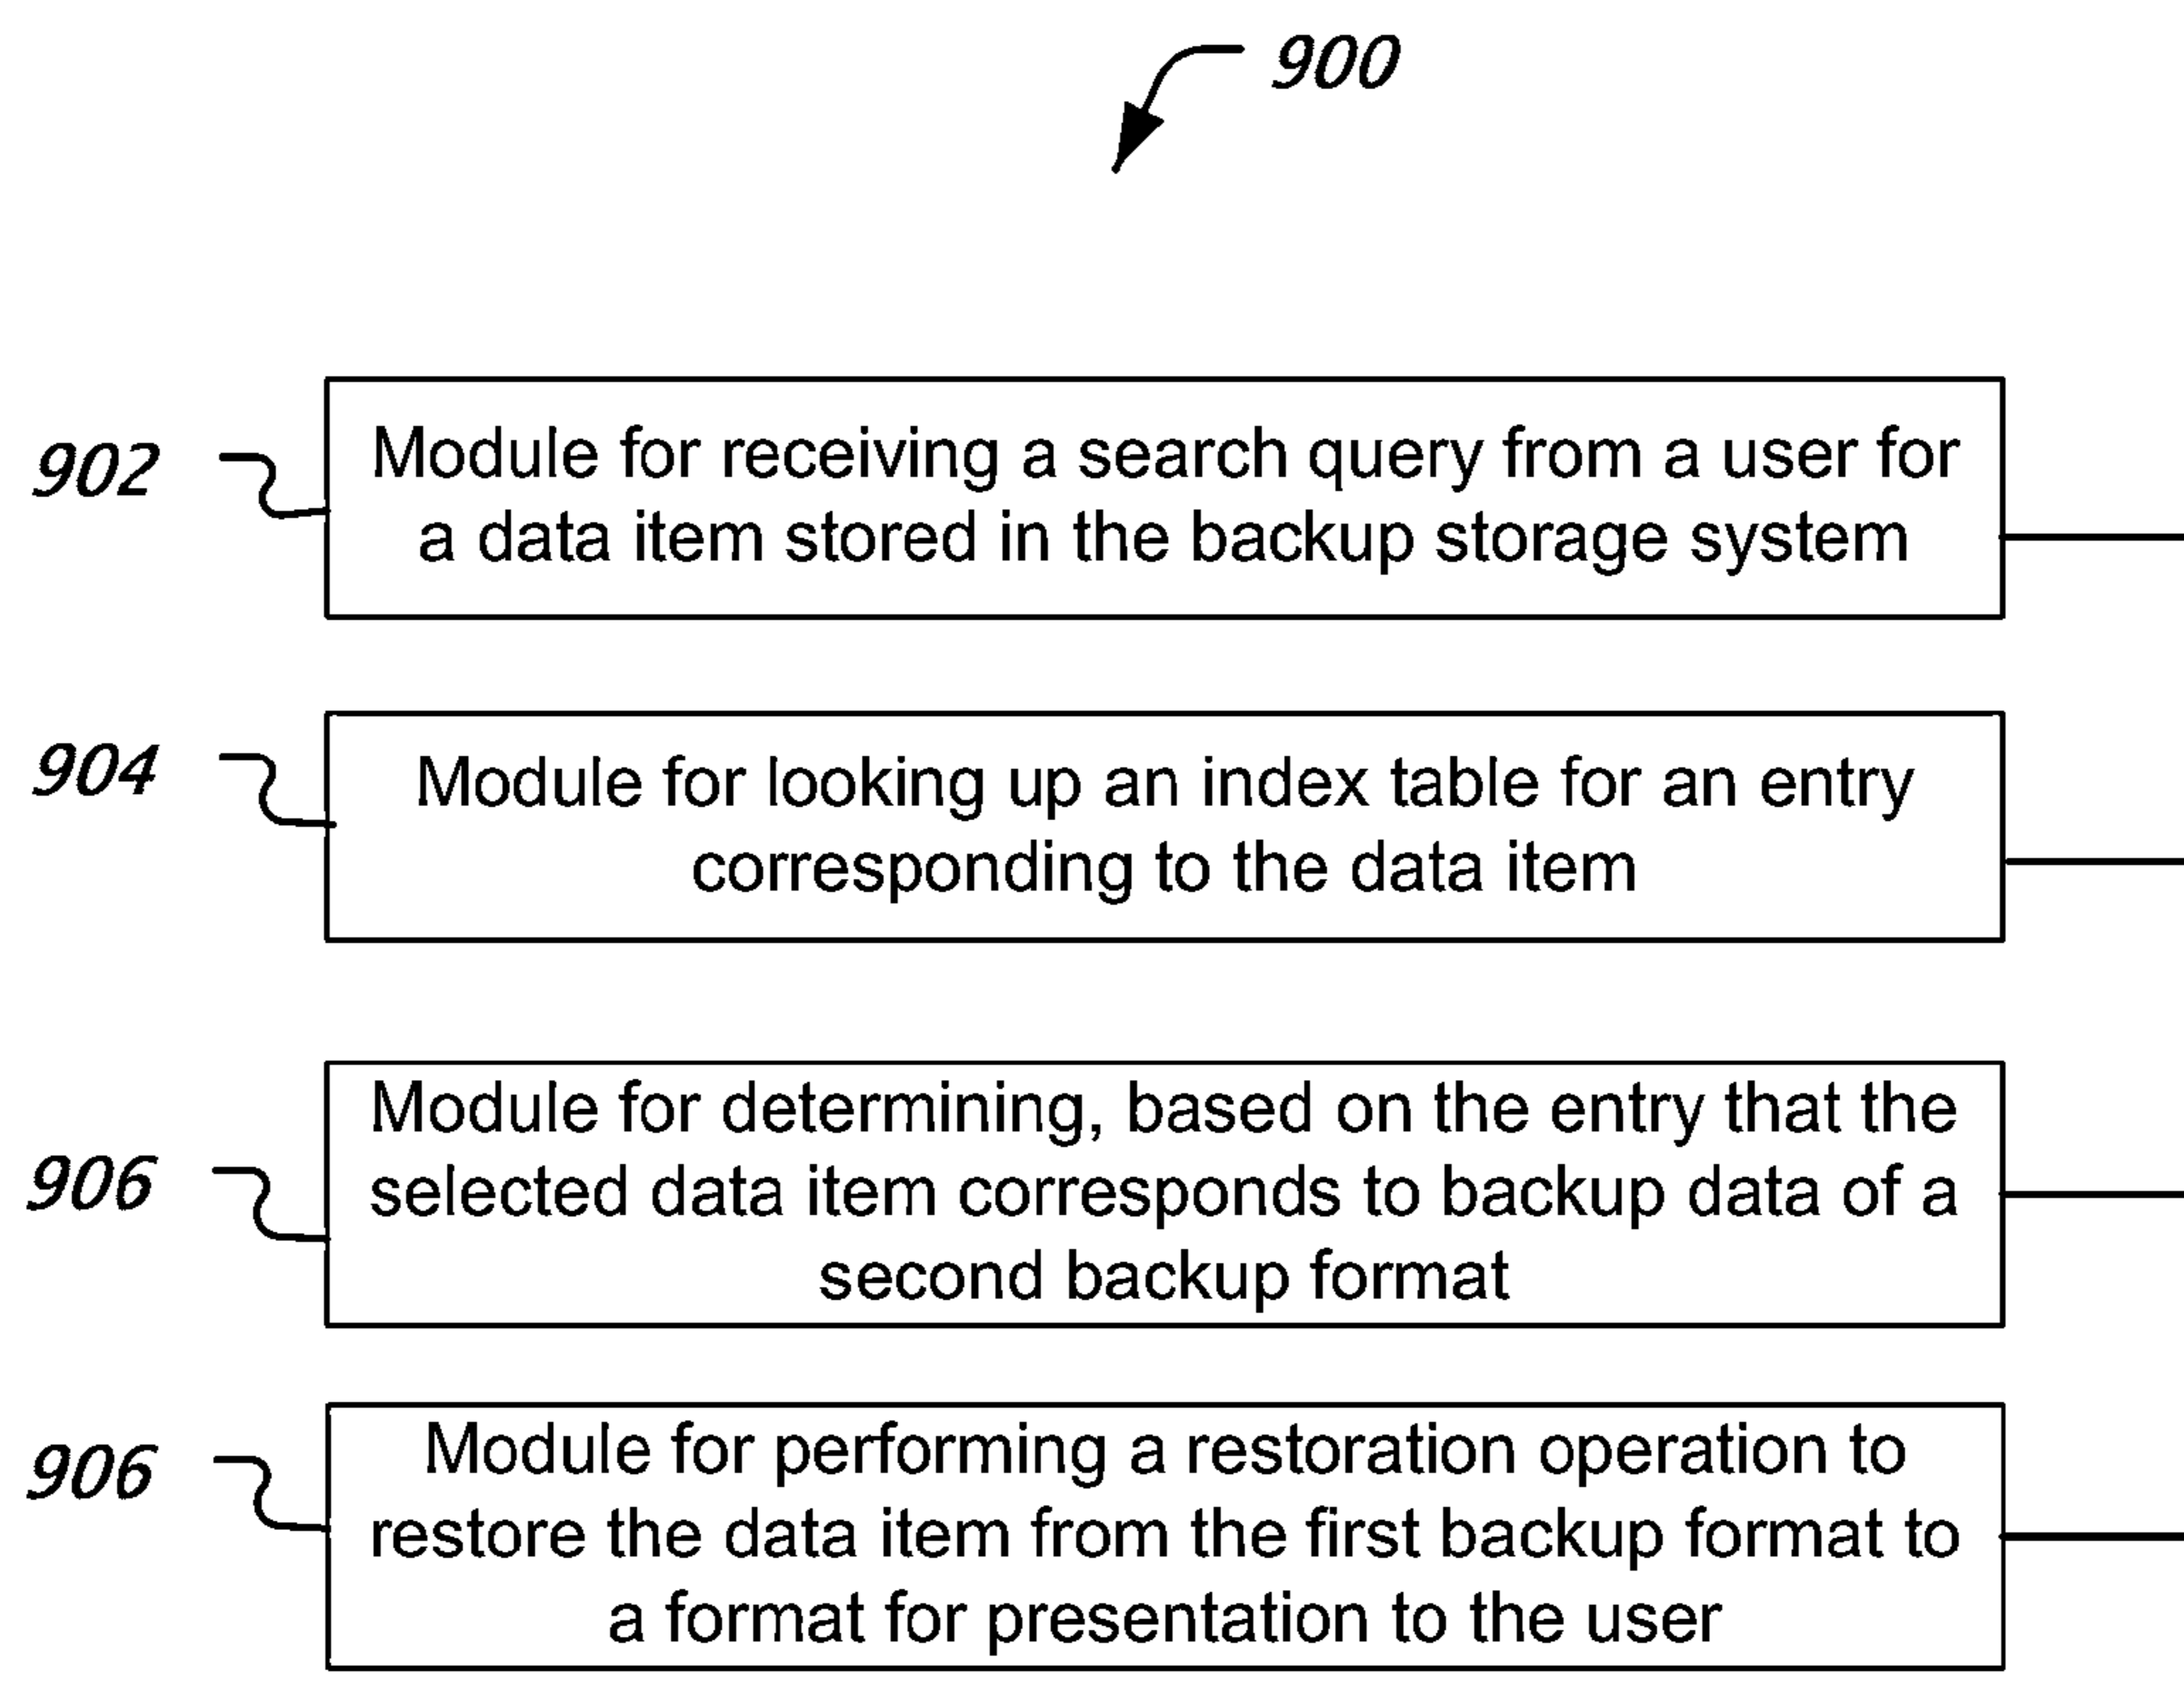 900
902
Module for receiving a search query from a user for
a data item stored in the backup storage system
904
Module for looking up an index table for an entry
corresponding to the data item
906
Module for determining, based on the entry that the
selected data item corresponds to backup data of a
second backup format
906
Module for performing a restoration operation to
restore the data item from the first backup format to
a format for presentation to the user